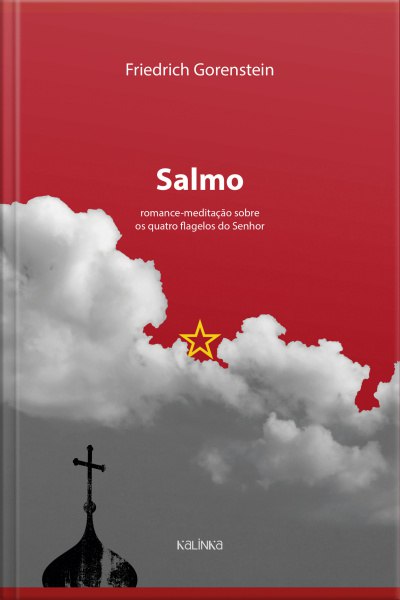 Friedrich Gorenstein
Salmo
romance-meditação sobre
os quatro flagelos do Senhor
KALINKA